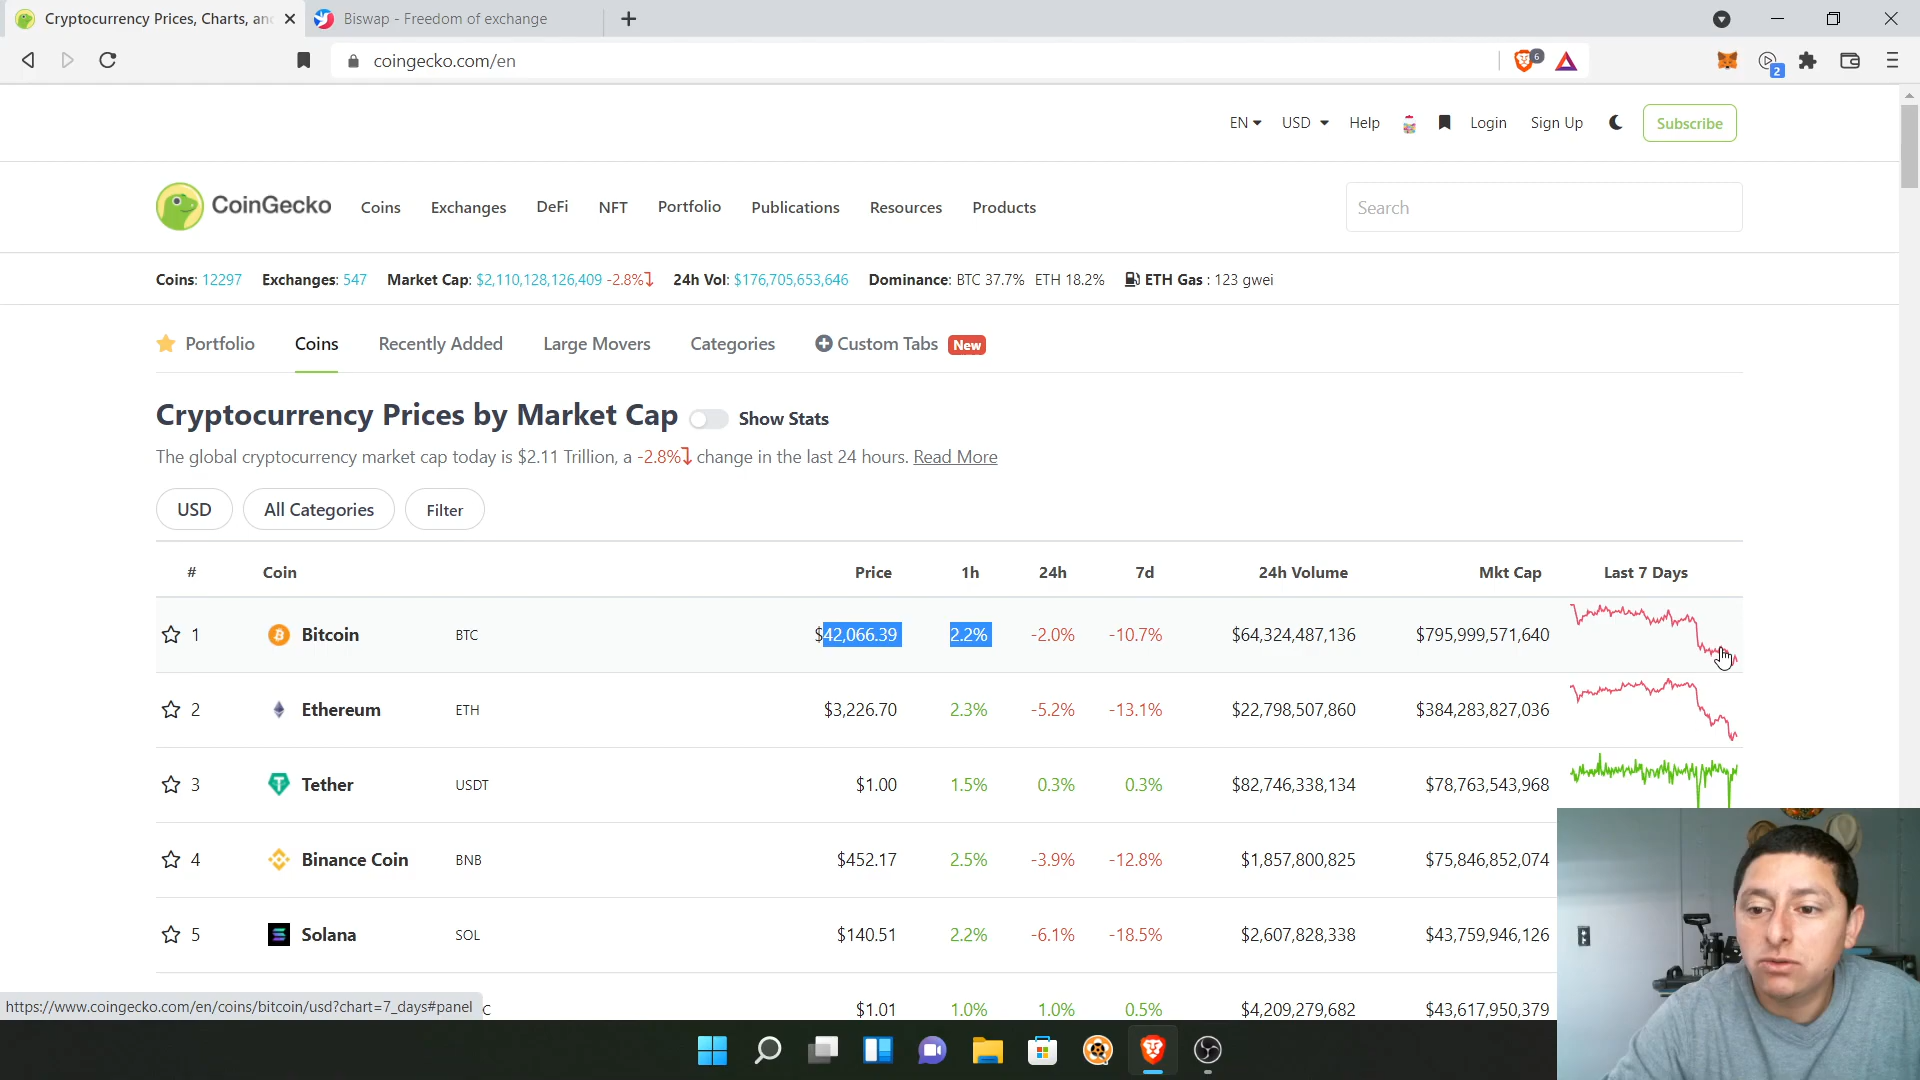 Cryptocurrency Prices, Charts, an
Biswap - Freedom of exchange
coingecko.com/en
6
2
EN
USD
Help
Login
Sign Up
Subscribe
CoinGecko
Coins
Exchanges
DeFi
NFT
Portfolio
Publications
Resources
Products
Search
Coins: 12297 Exchanges: 547 Market Cap: $2,110,128,126,409 -2.8% 24h Vol: $176,705,653,646 Dominance: BTC 37.7% ETH 18.2% ETH Gas : 123 gwei
Portfolio Coins Recently Added Large Movers Categories Custom Tabs New
Cryptocurrency Prices by Market Cap Show Stats
The global cryptocurrency market cap today is $2.11 Trillion, a -2.8% change in the last 24 hours. Read More
USD All Categories Filter
# Coin Price 1h 24h 7d 24h Volume Mkt Cap Last 7 Days
1 Bitcoin BTC $42,066.39 2.2% -2.0% -10.7% $64,324,487,136 $795,999,571,640
2 Ethereum ETH $3,226.70 2.3% -5.2% -13.1% $22,798,507,860 $384,283,827,036
3 Tether USDT $1.00 1.5% 0.3% 0.3% $82,746,338,134 $78,763,543,968
4 Binance Coin BNB $452.17 2.5% -3.9% -12.8% $1,857,800,825 $75,846,852,074
5 Solana SOL $140.51 2.2% -6.1% -18.5% $2,607,828,338 $43,759,946,126
https://www.coingecko.com/en/coins/bitcoin/usd?chart=7_days#panel C $1.01 1.0% 1.0% 0.5% $4,209,279,682 $43,617,950,379